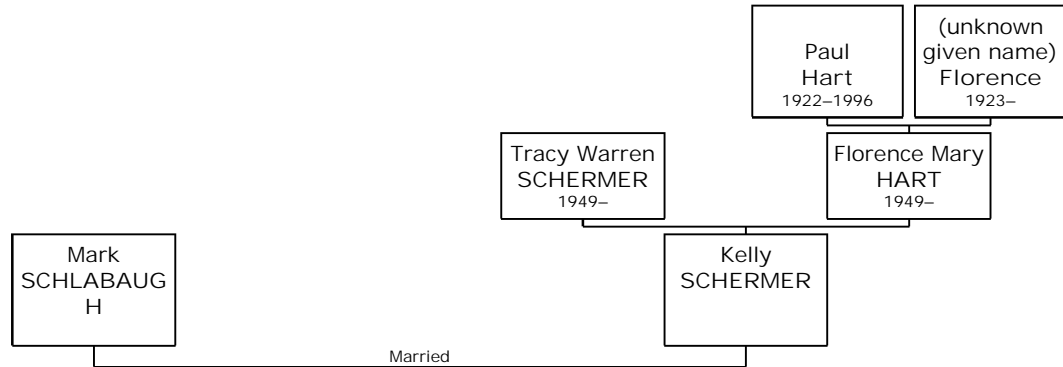 Paul
Hart
1922–1996
(unknown
given name)
Florence
1923–
Tracy Warren
SCHERMER
1949–
Florence Mary
HART
1949–
Mark
SCHLABAUG
H
Kelly
SCHERMER
Married